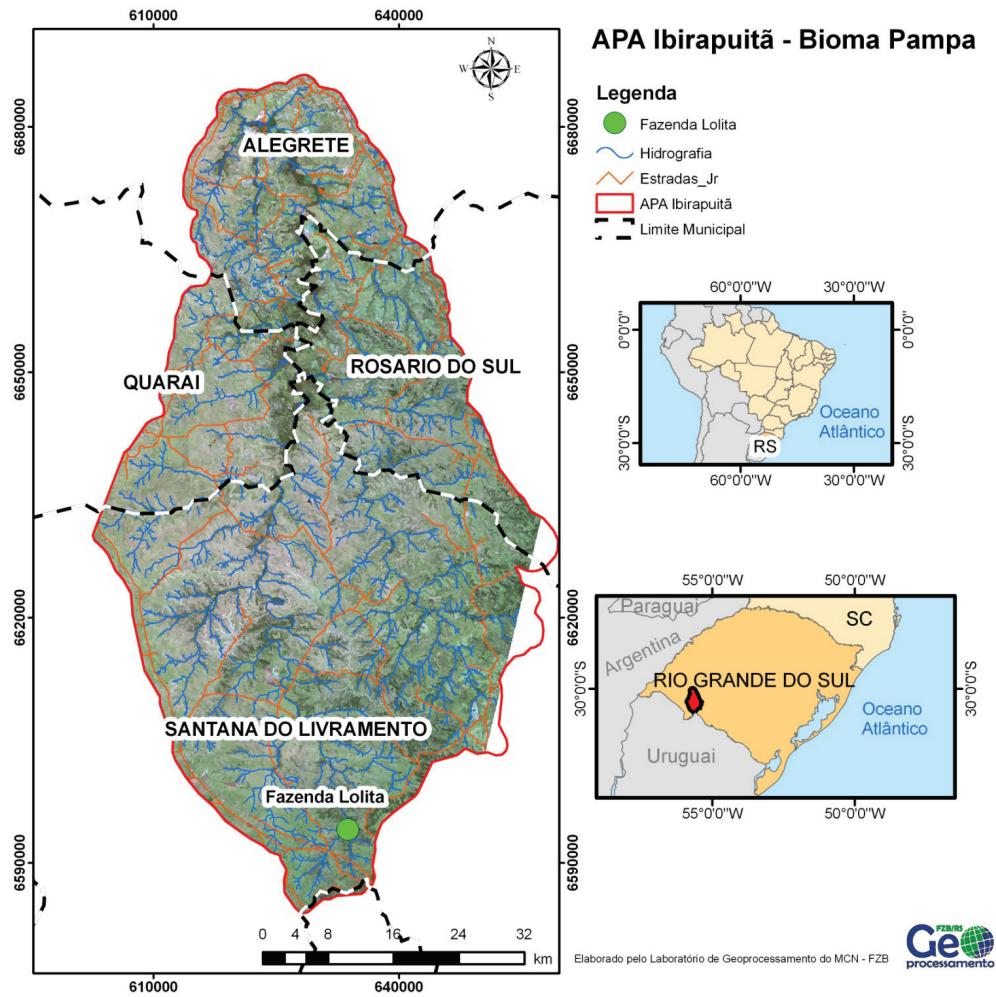 APA Ibirapuitã - Bioma Pampa
610000
640000
6680000
6650000
6620000
6590000
6680000
6650000
6620000
6590000
610000
640000
N
W
E
S
ALEGRETE
QUARAI
ROSARIO DO SUL
SANTANA DO LIVRAMENTO
Fazenda Lolita
0 4 8 16 24 32
km
Legenda
Fazenda Lolita
Hidrografia
Estradas_Jr
APA Ibirapuitã
Limite Municipal
60°0'0"W
30°0'0"W
0°0'0"
30°0'0"S
0°0'0"
30°0'0"S
Oceano
Atlântico
RS
60°0'0"W
30°0'0"W
55°0'0"W
50°0'0"W
Paraguai
SC
Argentina
RIO GRANDE DO SUL
30°0'0"S
30°0'0"S
Oceano
Atlântico
Uruguai
55°0'0"W
50°0'0"W
Elaborado pelo Laboratório de Geoprocessamento do MCN - FZB
FZB/RS
Geo
processamento